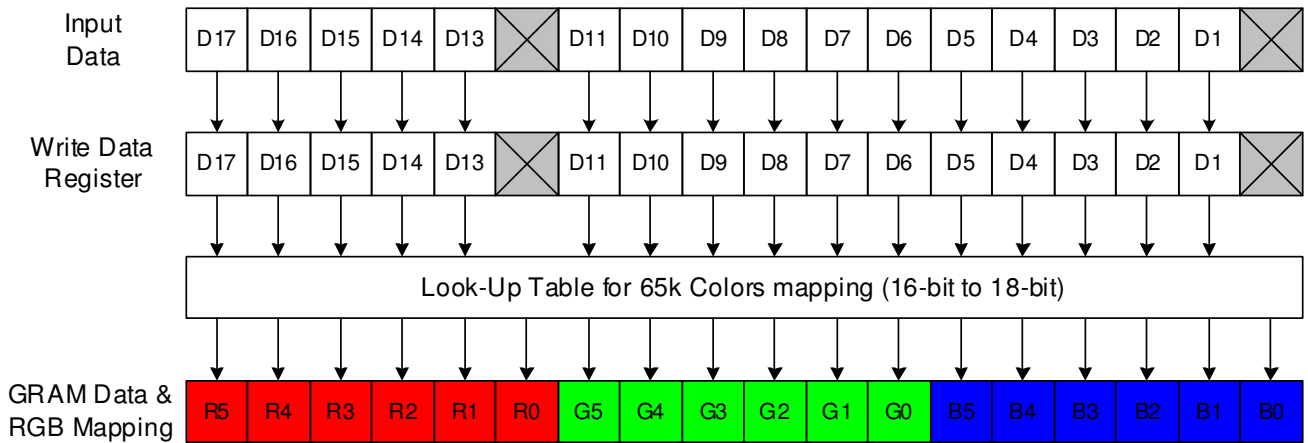 Input
Data
D17 D16 D15 D14 D13 D11 D10 D9 D8 D7 D6 D5 D4 D3 D2 D1
Write Data
Register
D17 D16 D15 D14 D13 D11 D10 D9 D8 D7 D6 D5 D4 D3 D2 D1
Look-Up Table for 65k Colors mapping (16-bit to 18-bit)
GRAM Data &
RGB Mapping
R5 R4 R3 R2 R1 R0 G5 G4 G3 G2 G1 G0 B5 B4 B3 B2 B1 B0